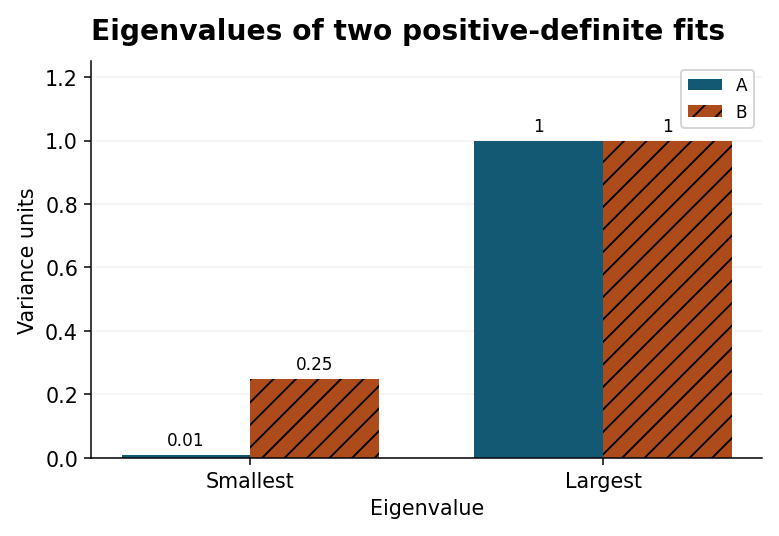 Eigenvalues of two positive-definite fits
Variance units
1.2
1.0
0.8
0.6
0.4
0.2
0.0
0.01
0.25
1
1
A
B
Smallest
Largest
Eigenvalue